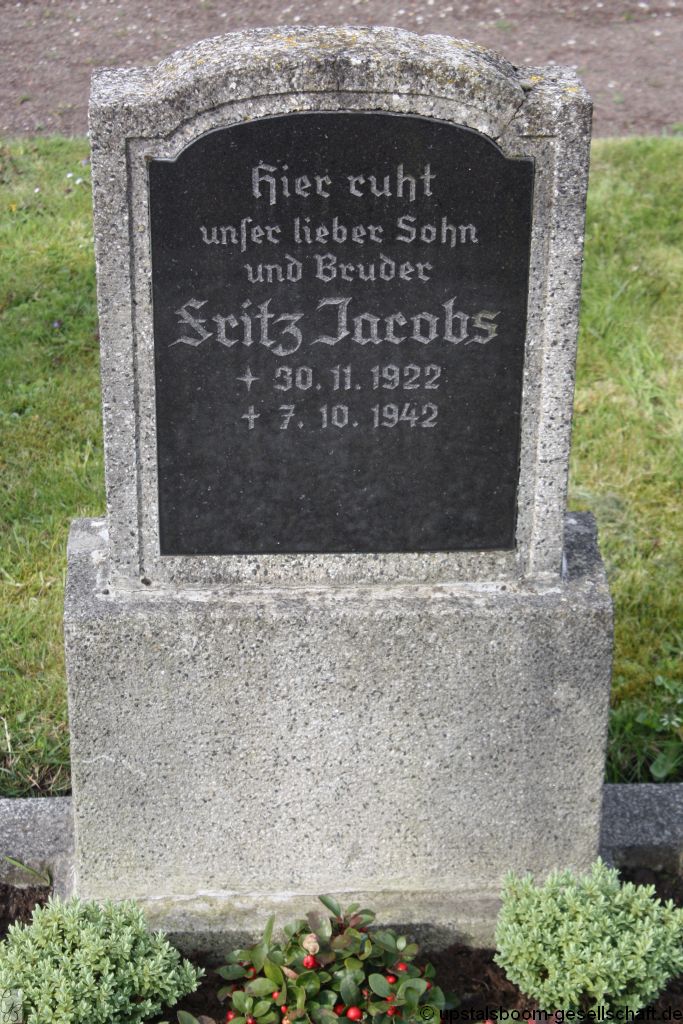 Hier ruht
unſer lieber Sohn
und Bruder
Fritz Jacobs
✶ 30. 11. 1922
✝ 7. 10. 1942
© upstalsboom-gesellschaft.de